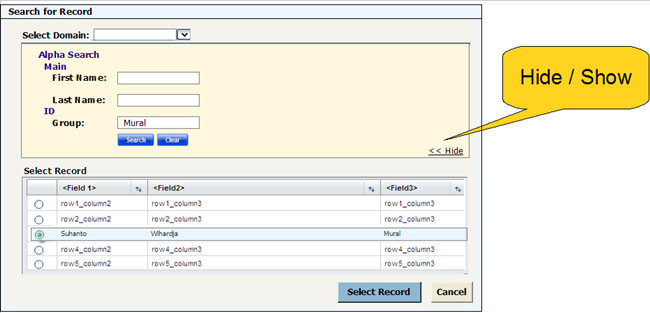 Search for Record
Select Domain:
Alpha Search
Main
First Name:
Last Name:
ID
Group: Mural
Search Clear
<< Hide
Hide / Show
Select Record
<Field 1> <Field2> <Field3>
row1_column2 row1_column3 row1_column3
row2_column2 row2_column3 row2_column3
Suhanto Wihardja Mural
row4_column2 row4_column3 row4_column3
row5_column2 row5_column3 row5_column3
Select Record Cancel